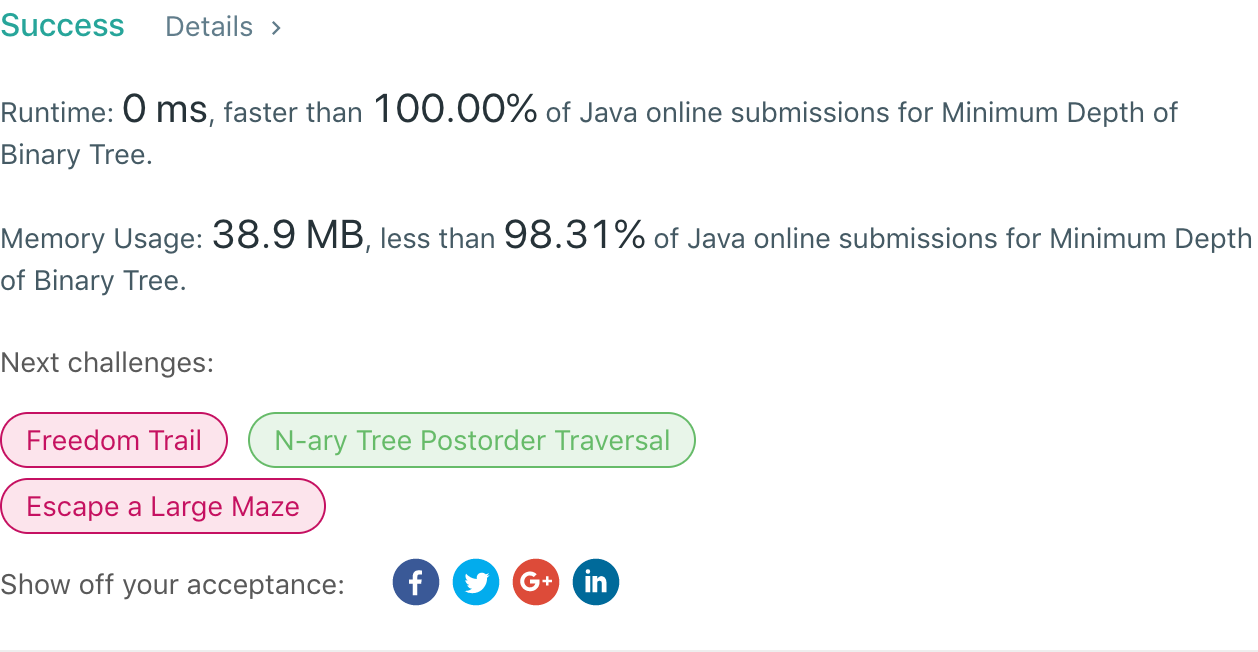 Success Details >
Runtime: 0 ms, faster than 100.00% of Java online submissions for Minimum Depth of
Binary Tree.
Memory Usage: 38.9 MB, less than 98.31% of Java online submissions for Minimum Depth
of Binary Tree.
Next challenges:
Freedom Trail N-ary Tree Postorder Traversal
Escape a Large Maze
Show off your acceptance: f G+ in